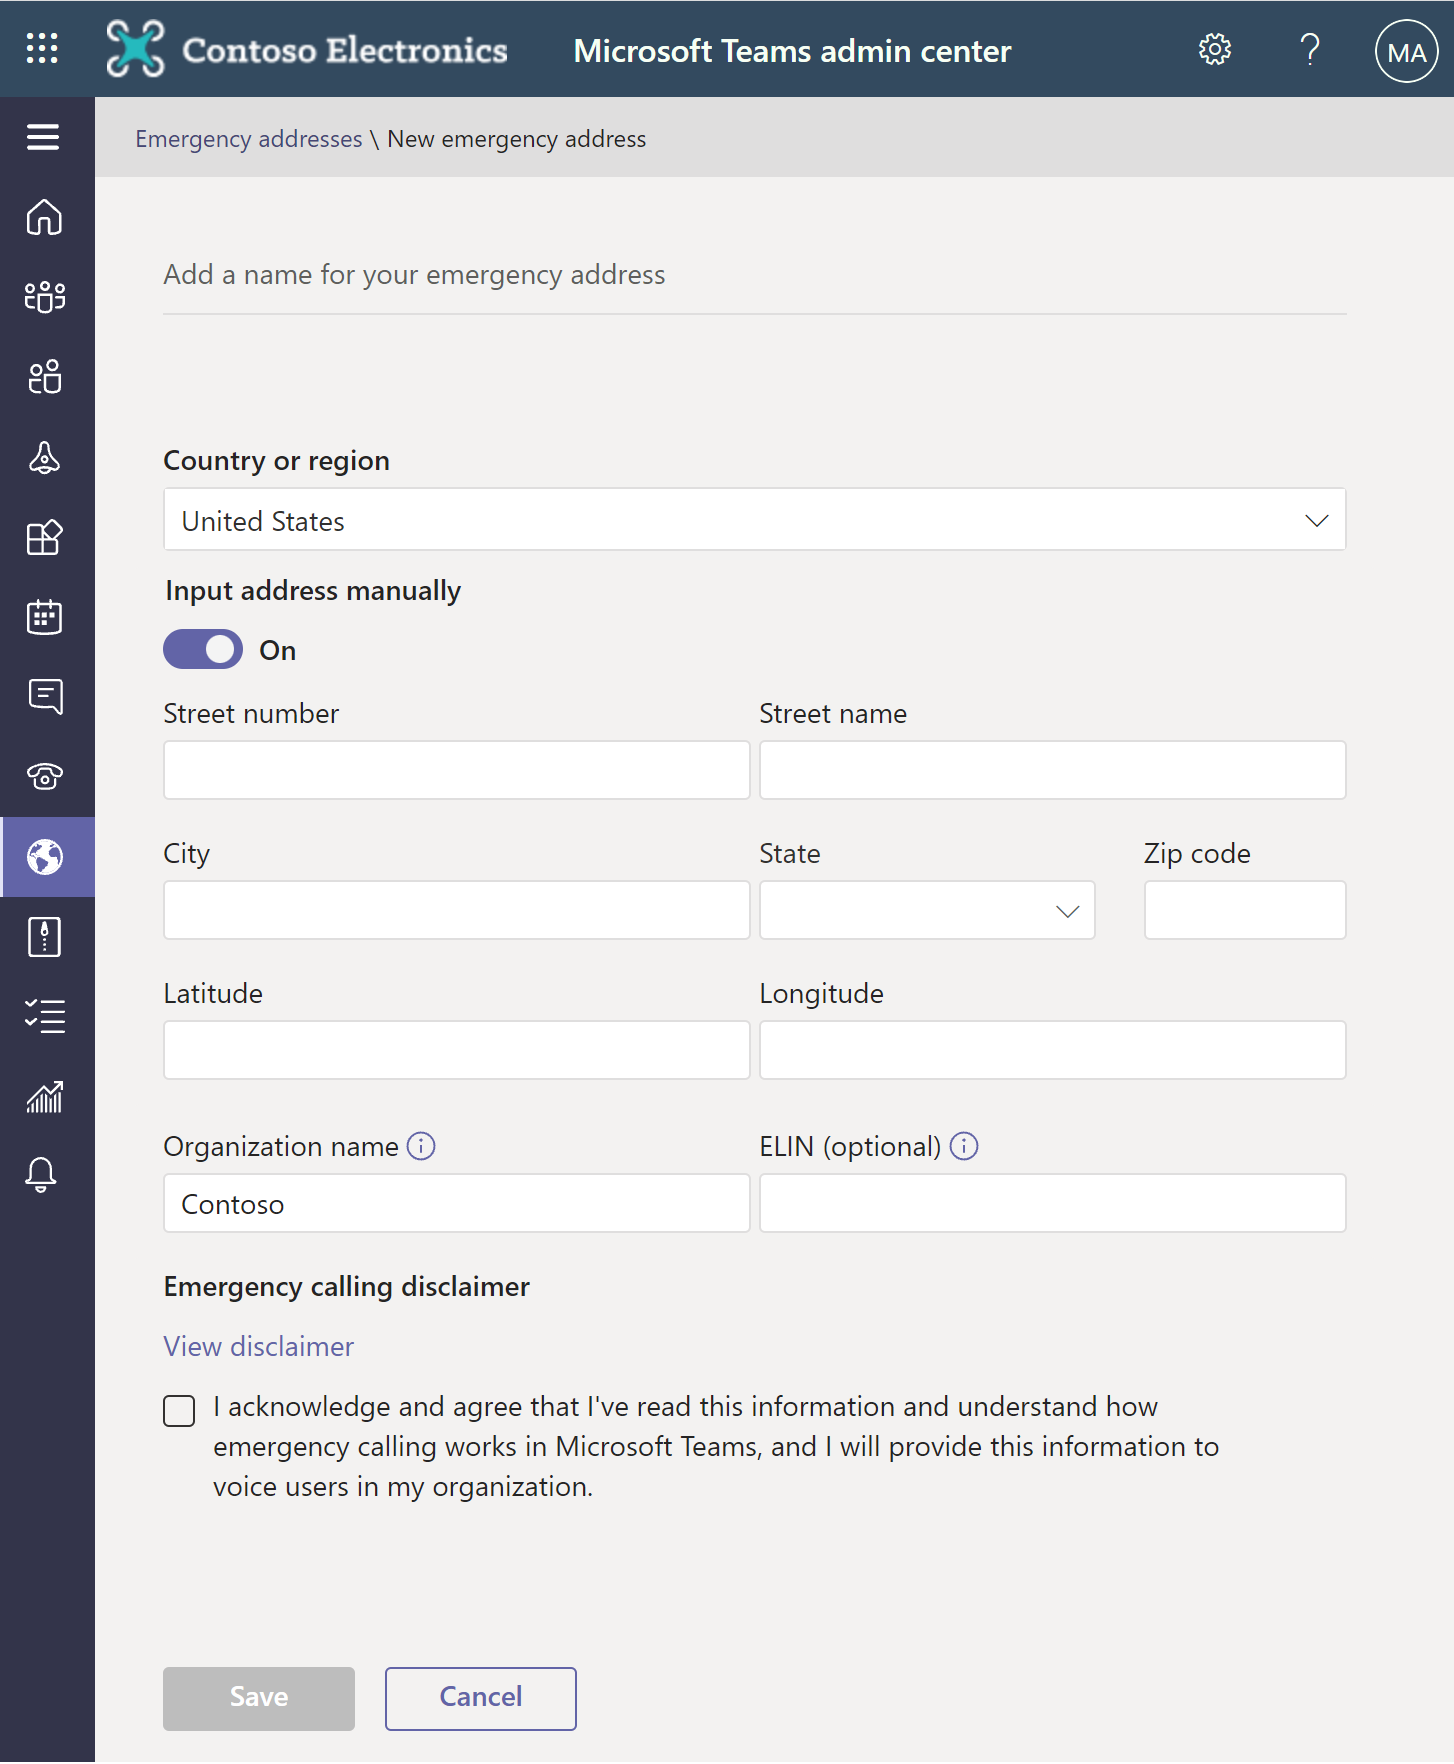 Contoso Electronics
Microsoft Teams admin center
?
MA
Emergency addresses \ New emergency address
Add a name for your emergency address
Country or region
United States
Input address manually
On
Street number
Street name
City
State
Zip code
Latitude
Longitude
Organization name
ELIN (optional)
Contoso
Emergency calling disclaimer
View disclaimer
I acknowledge and agree that I've read this information and understand how
emergency calling works in Microsoft Teams, and I will provide this information to
voice users in my organization.
Save
Cancel